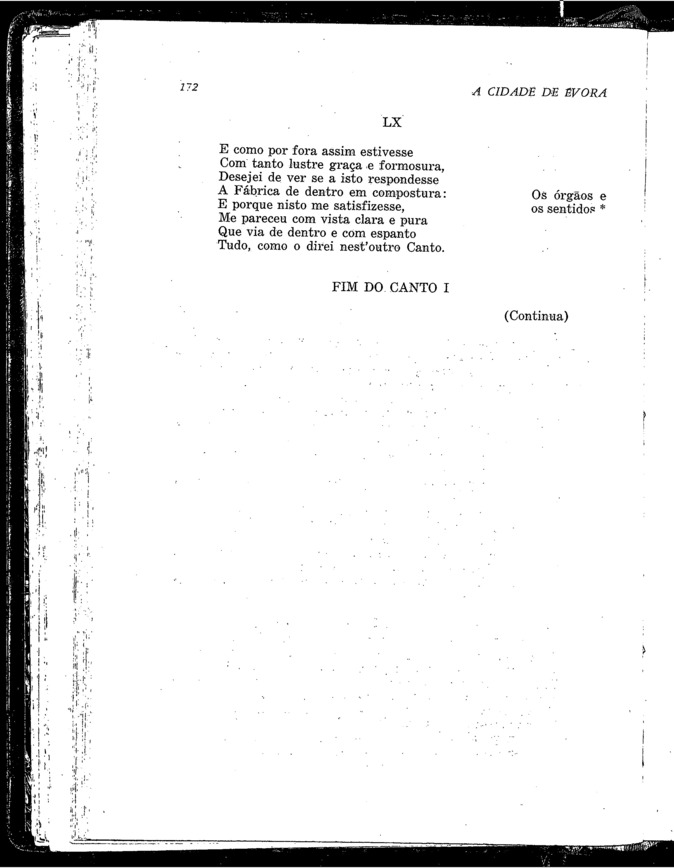 172
A CIDADE DE ÉVORA
LX
E como por fora assim estivesse
Com tanto lustre graça e formosura,
Desejei de ver se a isto respondesse
A Fábrica de dentro em compostura:
E porque nisto me satisfizesse,
Me pareceu com vista clara e pura
Que via de dentro e com espanto
Tudo, como o direi nest'outro Canto.
Os órgãos e
os sentidos *
FIM DO CANTO I
(Continua)